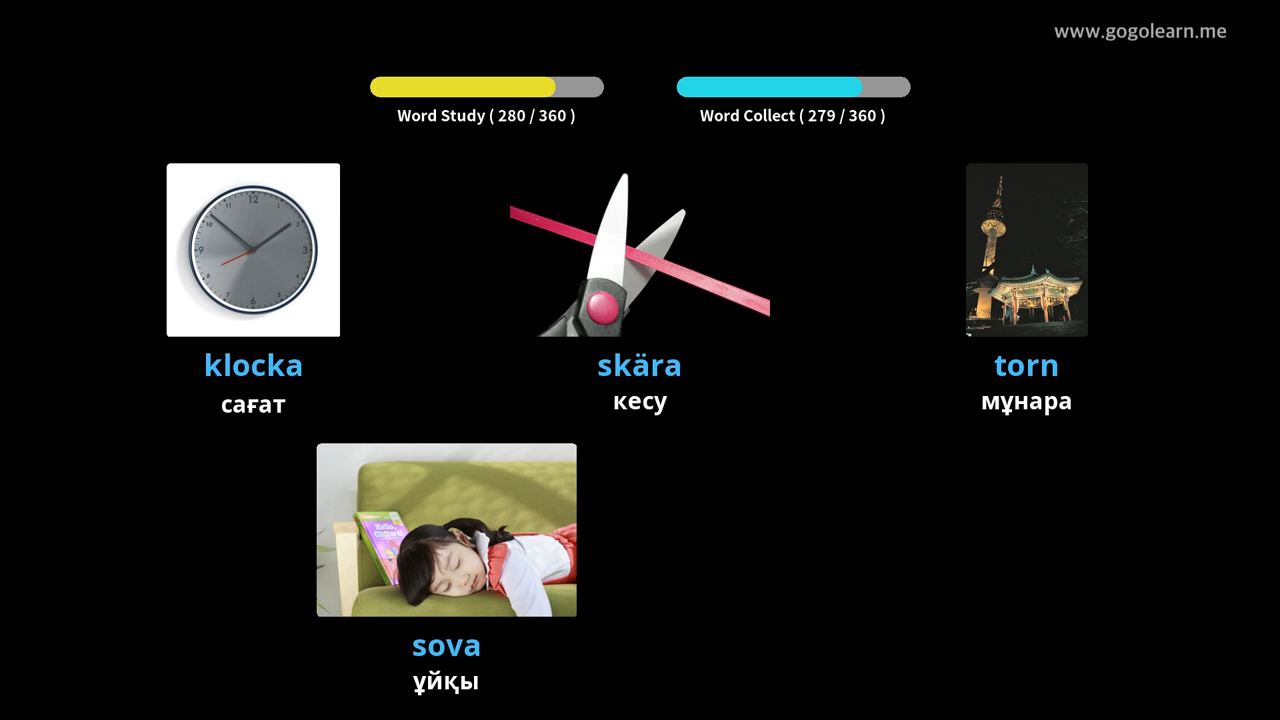 www.gogolearn.me
Word Study ( 280 / 360 )
Word Collect ( 279 / 360 )
klocka
сағат
skära
кесу
torn
мұнара
sova
ұйқы